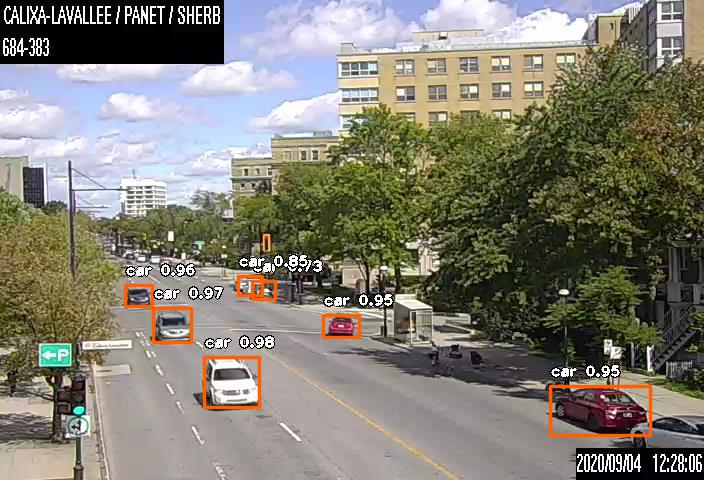 CALIXA-LAVALLEE / PANET / SHERB
684-383
car 0.85
car 0.96
car 0.97
car 0.95
car 0.98
car 0.95
P
2020/09/04 12:28:06